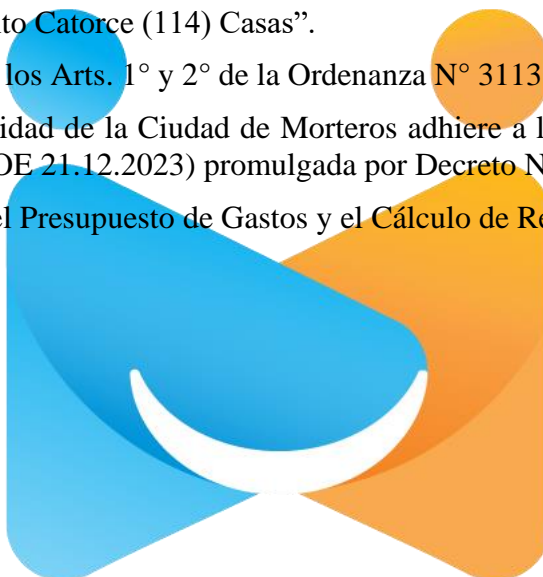 to Catorce (114) Casas”.
los Arts. 1° y 2° de la Ordenanza N° 3113
idad de la Ciudad de Morteros adhiere a l
OE 21.12.2023) promulgada por Decreto N
el Presupuesto de Gastos y el Cálculo de Re